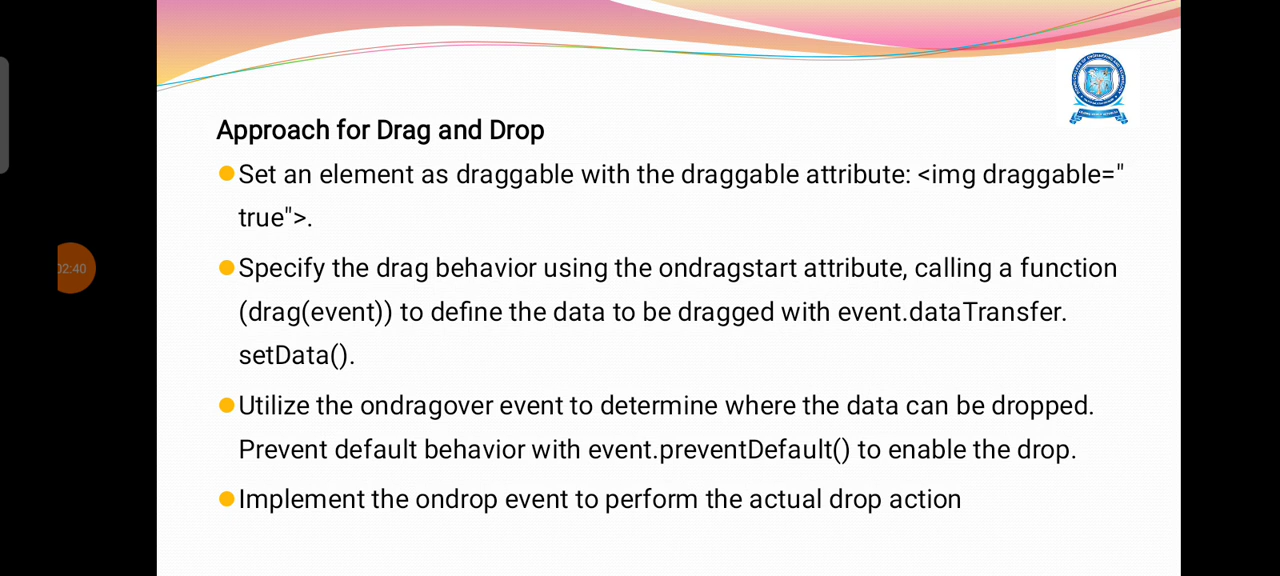 Approach for Drag and Drop
Set an element as draggable with the draggable attribute: <img draggable="
true">.
Specify the drag behavior using the ondragstart attribute, calling a function
(drag(event)) to define the data to be dragged with event.dataTransfer.
setData().
Utilize the ondragover event to determine where the data can be dropped.
Prevent default behavior with event.preventDefault() to enable the drop.
Implement the ondrop event to perform the actual drop action
02:40